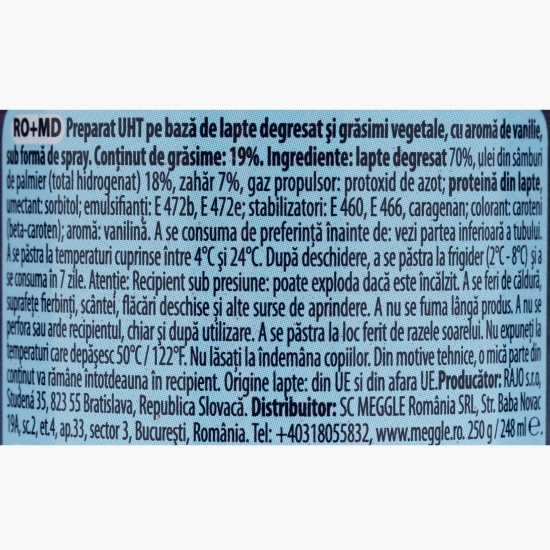 RO+MD Preparat UHT pe bază de lapte degresat şi grăsimi vegetale, cu aromă de vanilie,
sub formă de spray. Conţinut de grăsime: 19%. Ingrediente: lapte degresat 70%, ulei din sâmburi
de palmier (total hidrogenat) 18%, zahăr 7%, gaz propulsor: protoxid de azot; proteină din lapte,
umectant: sorbitol; emulsifianţi: E 472b, E 472e; stabilizatori: E 460, E 466, caragenan; colorant: caroteni
(beta-caroten); aromă: vanilină. A se consuma de preferinţă înainte de: vezi partea inferioară a tubului.
A se păstra la temperaturi cuprinse între 4°C şi 24°C. După deschidere, a se păstra la frigider (2°C - 8°C) şi a
se consuma în 7 zile. Atenţie: Recipient sub presiune: poate exploda dacă este încălzit. A se feri de căldură,
suprafeţe fierbinţi, scântei, flăcări deschise şi alte surse de aprindere. A nu se fuma lângă produs. A nu se
perfora sau arde recipientul, chiar şi după utilizare. A se păstra la loc ferit de razele soarelui. Nu expuneţi la
temperaturi care depăşesc 50°C / 122°F. Nu lăsaţi la îndemâna copiilor. Din motive tehnice, o mică parte din
conţinut va rămâne întotdeauna în recipient. Origine lapte: din UE si din afara UE.Producător: RAJO s.r.o,
Studená 35, 823 55 Bratislava, Republica Slovacă. Distribuitor: SC MEGGLE România SRL, Str. Baba Novac
19A, sc.2, et.4, ap.33, sector 3, Bucureşti, România. Tel: +40318055832, www.meggle.ro. 250 g / 248 ml ℮.